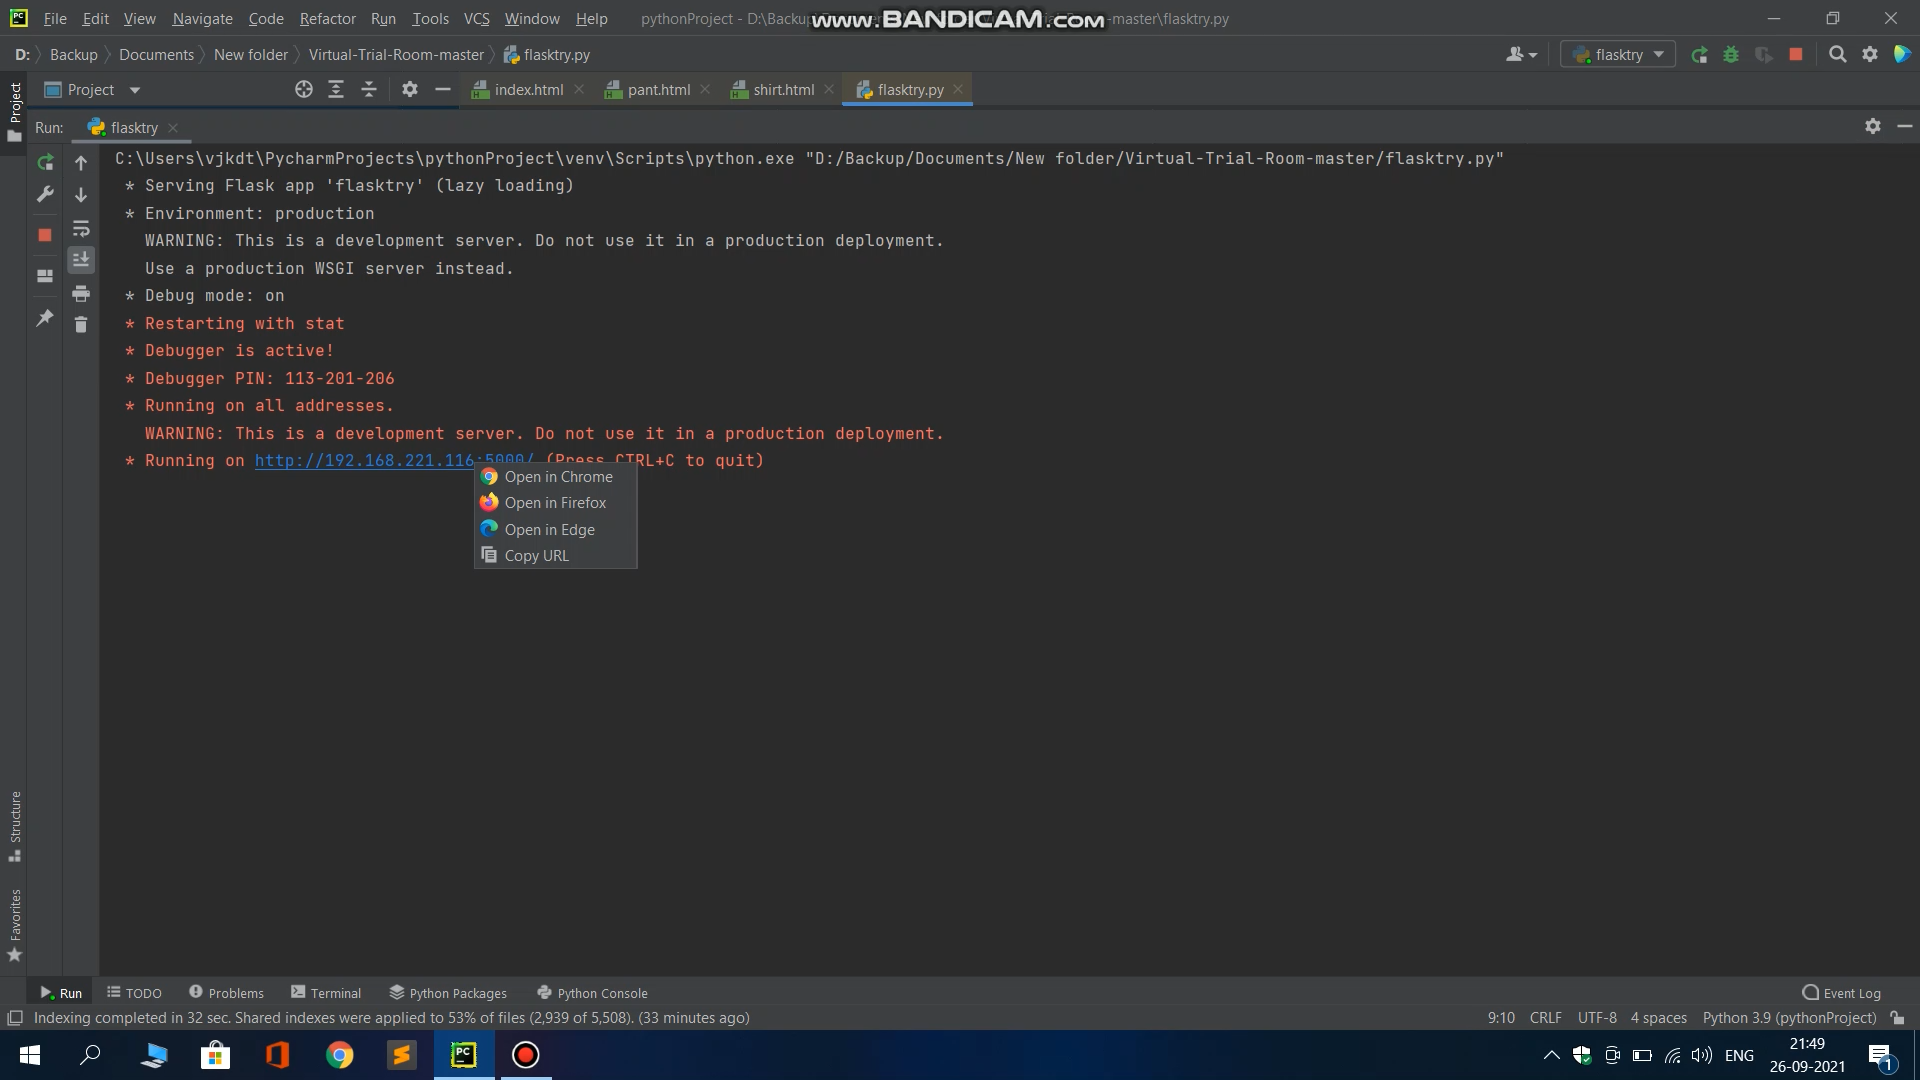 File Edit View Navigate Code Refactor Run Tools VCS Window Help pythonProject - D:\Backup -master\flasktry.py
www.BANDICAM.com
D: Backup Documents New folder Virtual-Trial-Room-master flasktry.py flasktry
Project index.html pant.html shirt.html flasktry.py
Project
Run: flasktry
C:\Users\vjkdt\PycharmProjects\pythonProject\venv\Scripts\python.exe "D:/Backup/Documents/New folder/Virtual-Trial-Room-master/flasktry.py"
* Serving Flask app 'flasktry' (lazy loading)
* Environment: production
WARNING: This is a development server. Do not use it in a production deployment.
Use a production WSGI server instead.
* Debug mode: on
* Restarting with stat
* Debugger is active!
* Debugger PIN: 113-201-206
* Running on all addresses.
WARNING: This is a development server. Do not use it in a production deployment.
* Running on http://192.168.221.116:5000/ (Press CTRL+C to quit)
Open in Chrome
Open in Firefox
Open in Edge
Copy URL
Structure
Favorites
Run TODO Problems Terminal Python Packages Python Console Event Log
Indexing completed in 32 sec. Shared indexes were applied to 53% of files (2,939 of 5,508). (33 minutes ago) 9:10 CRLF UTF-8 4 spaces Python 3.9 (pythonProject)
PC
ENG
21:49
26-09-2021
1